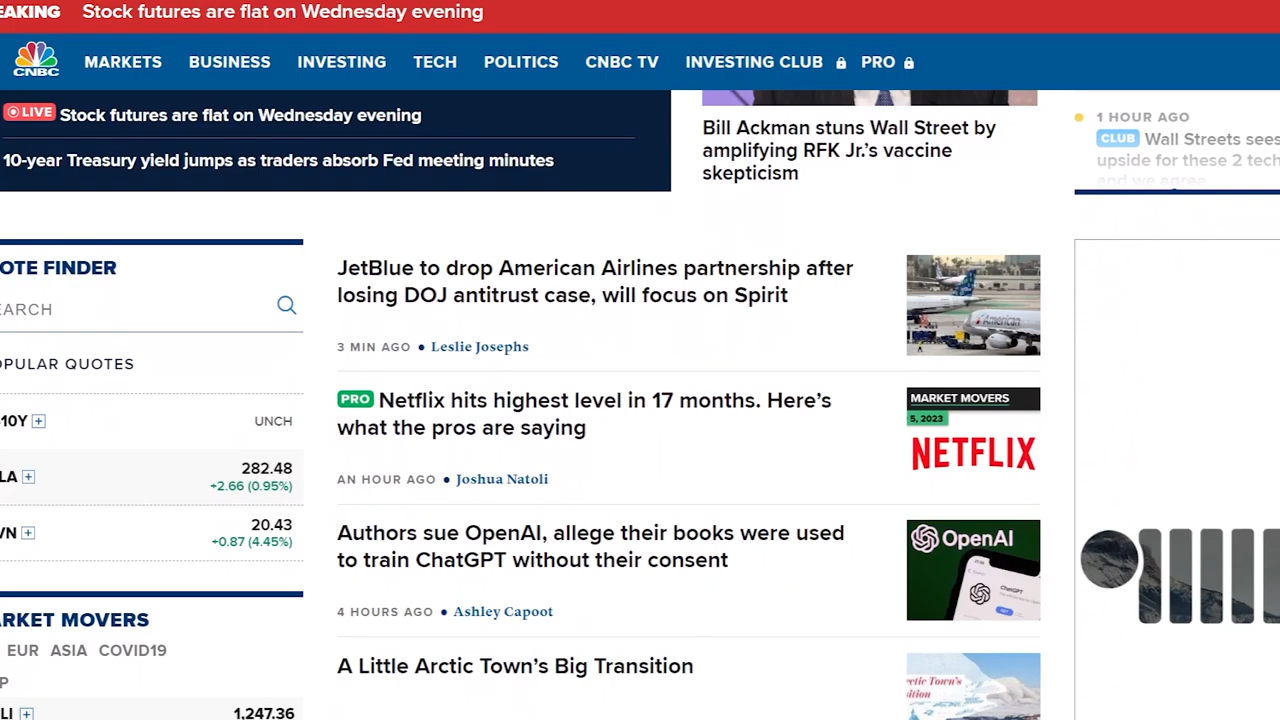 EAKING Stock futures are flat on Wednesday evening
CNBC MARKETS BUSINESS INVESTING TECH POLITICS CNBC TV INVESTING CLUB PRO
LIVE Stock futures are flat on Wednesday evening
10-year Treasury yield jumps as traders absorb Fed meeting minutes
Bill Ackman stuns Wall Street by
amplifying RFK Jr.'s vaccine
skepticism
1 HOUR AGO
CLUB Wall Streets sees
upside for these 2 tech
and we agree
OTE FINDER
EARCH
OPULAR QUOTES
10Y UNCH
LA 282.48
+2.66 (0.95%)
VN 20.43
+0.87 (4.45%)
ARKET MOVERS
EUR ASIA COVID19
P
LI 1,247.36
JetBlue to drop American Airlines partnership after
losing DOJ antitrust case, will focus on Spirit
3 MIN AGO • Leslie Josephs
American
PRO Netflix hits highest level in 17 months. Here's
what the pros are saying
AN HOUR AGO • Joshua Natoli
MARKET MOVERS
5, 2023
NETFLIX
Authors sue OpenAI, allege their books were used
to train ChatGPT without their consent
4 HOURS AGO • Ashley Capoot
OpenAI
ChatGPT
A Little Arctic Town's Big Transition
rctic Town's
sition